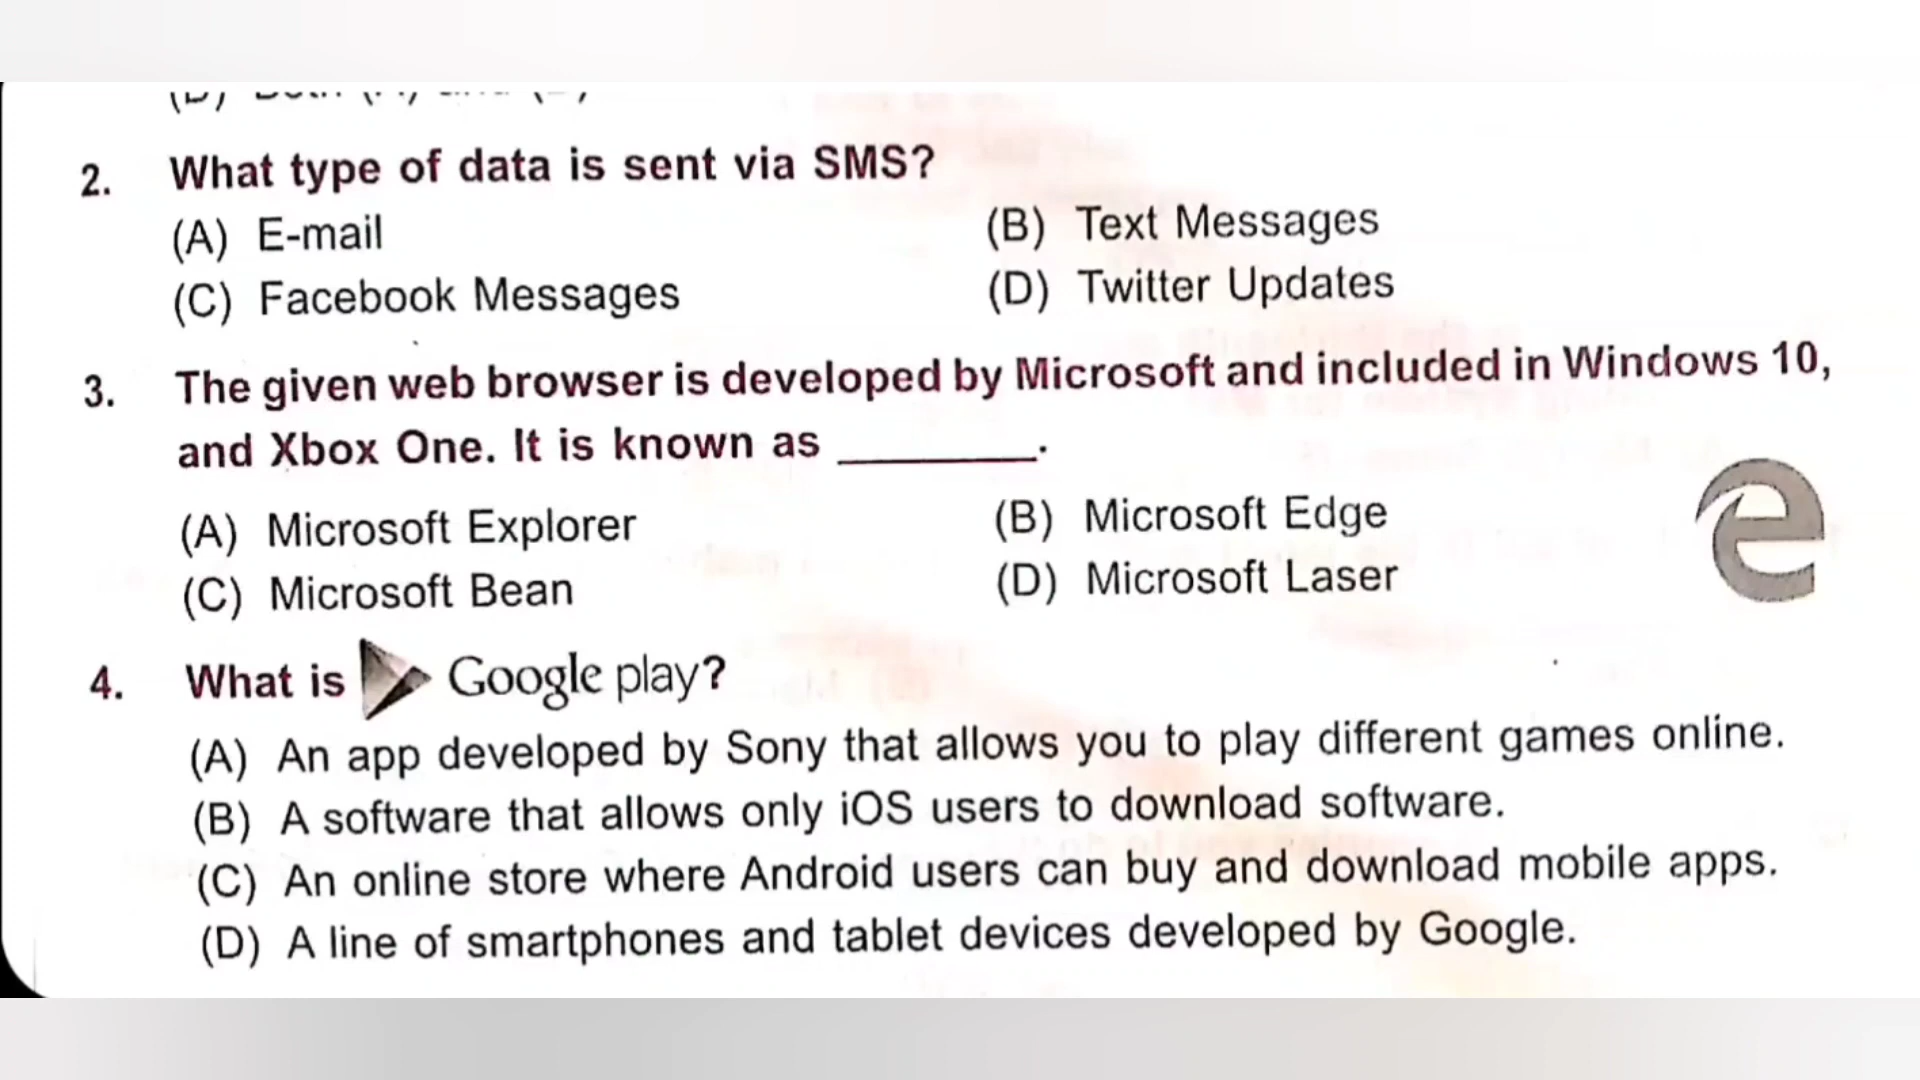 2. What type of data is sent via SMS?
(A) E-mail (B) Text Messages
(C) Facebook Messages (D) Twitter Updates
3. The given web browser is developed by Microsoft and included in Windows 10,
and Xbox One. It is known as ________.
(A) Microsoft Explorer (B) Microsoft Edge
(C) Microsoft Bean (D) Microsoft Laser
4. What is Google play?
(A) An app developed by Sony that allows you to play different games online.
(B) A software that allows only iOS users to download software.
(C) An online store where Android users can buy and download mobile apps.
(D) A line of smartphones and tablet devices developed by Google.